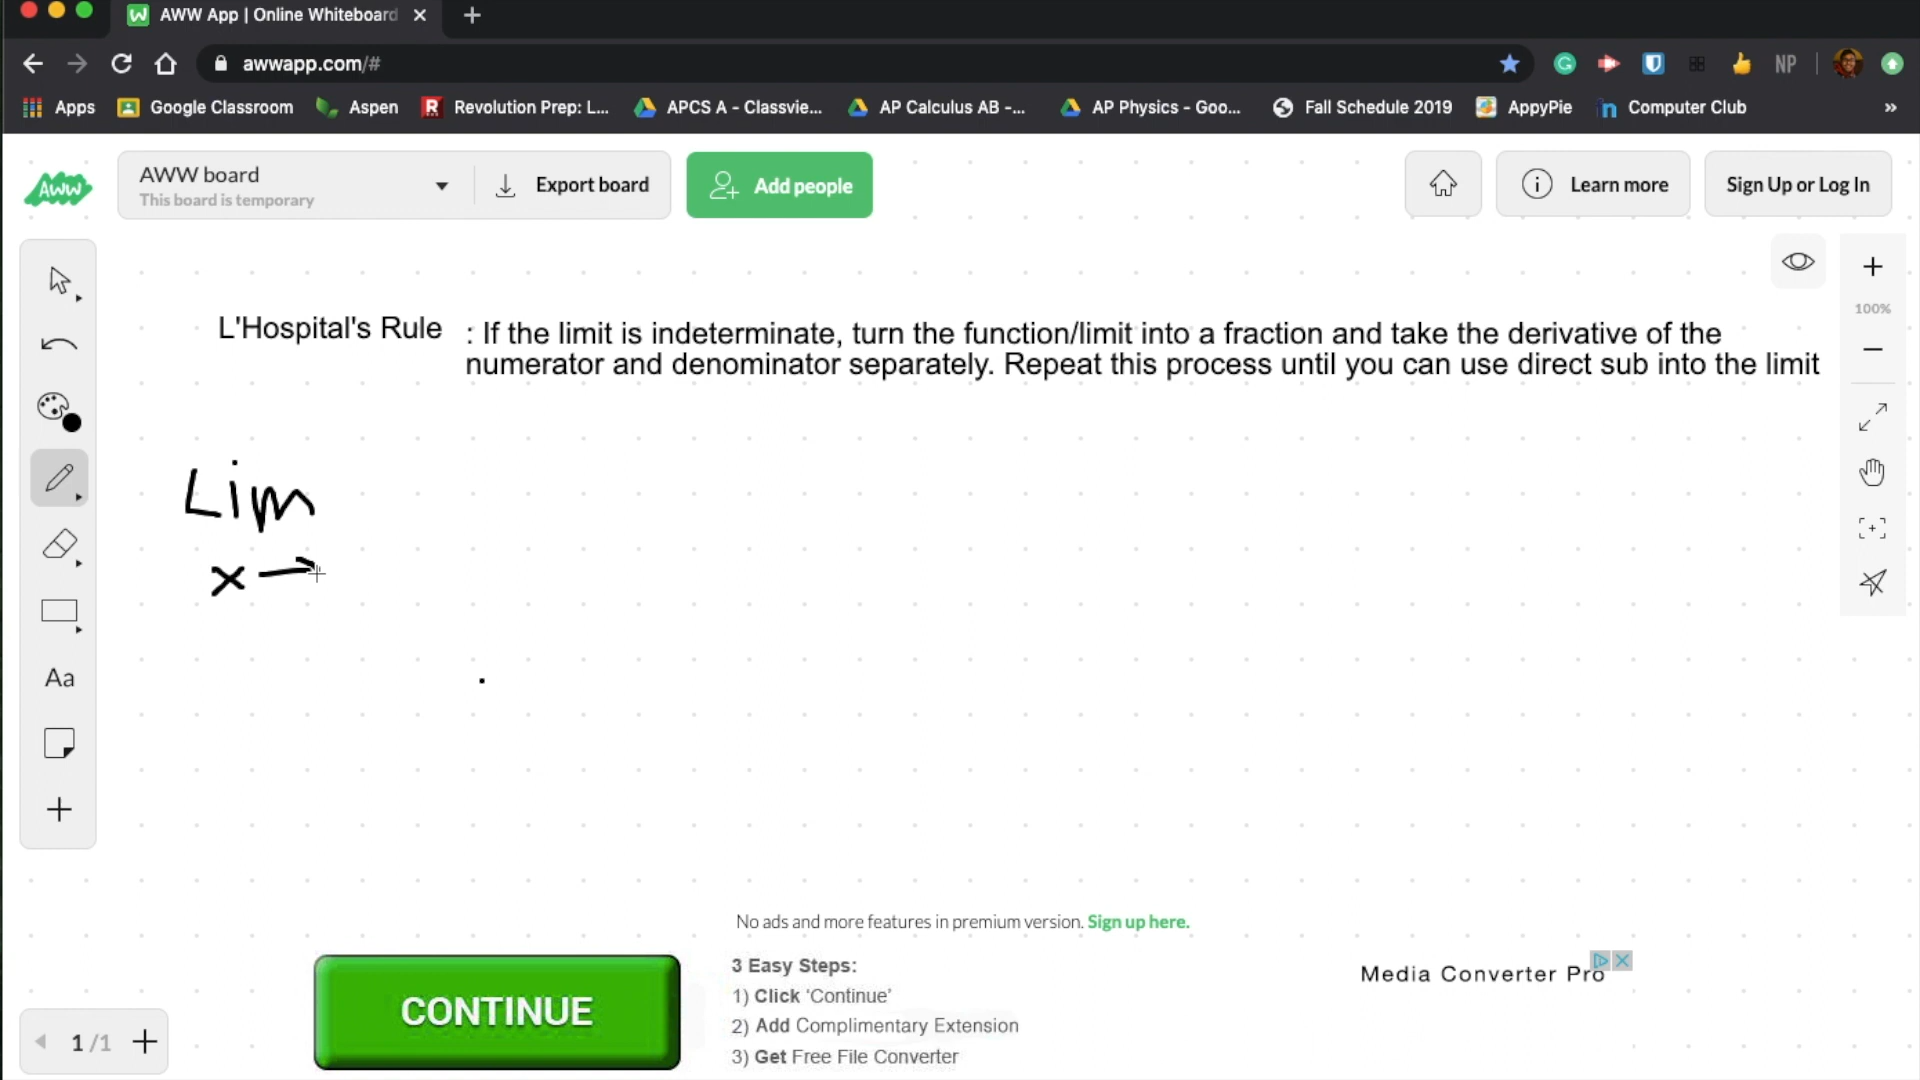 AWW App | Online Whiteboard
awwapp.com/#
NP
Apps Google Classroom Aspen Revolution Prep: L... APCS A - Classvie... AP Calculus AB -... AP Physics - Goo... Fall Schedule 2019 AppyPie Computer Club »
AWW
AWW board
This board is temporary
Export board
Add people
Learn more
Sign Up or Log In
100%
L'Hospital's Rule : If the limit is indeterminate, turn the function/limit into a fraction and take the derivative of the
numerator and denominator separately. Repeat this process until you can use direct sub into the limit
Lim
x →
Aa
No ads and more features in premium version. Sign up here.
CONTINUE
3 Easy Steps:
1) Click 'Continue'
2) Add Complimentary Extension
3) Get Free File Converter
Media Converter Pro
1 /1